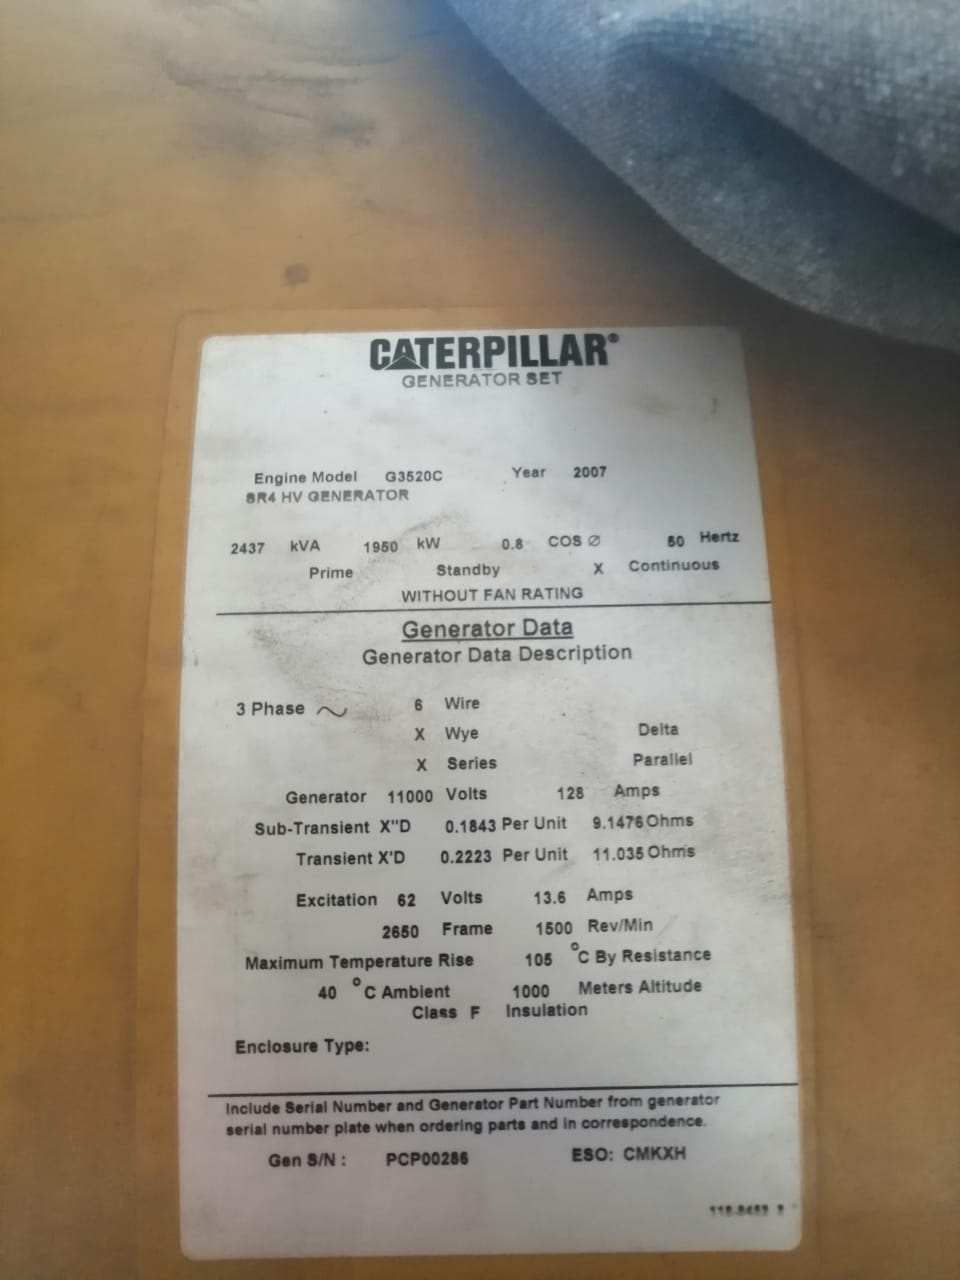 CATERPILLAR®
GENERATOR SET
Engine Model G3520C Year 2007
SR4 HV GENERATOR
2437 kVA 1950 kW 0.8 COS Ø 50 Hertz
Prime Standby X Continuous
WITHOUT FAN RATING
Generator Data
Generator Data Description
3 Phase ~ 6 Wire
X Wye Delta
X Series Parallel
Generator 11000 Volts 128 Amps
Sub-Transient X"D 0.1843 Per Unit 9.1476 Ohms
Transient X'D 0.2223 Per Unit 11.035 Ohms
Excitation 62 Volts 13.6 Amps
2650 Frame 1500 Rev/Min
Maximum Temperature Rise 105 °C By Resistance
40 °C Ambient 1000 Meters Altitude
Class F Insulation
Enclosure Type:
Include Serial Number and Generator Part Number from generator
serial number plate when ordering parts and in correspondence.
Gen S/N : PCP00286 ESO: CMKXH